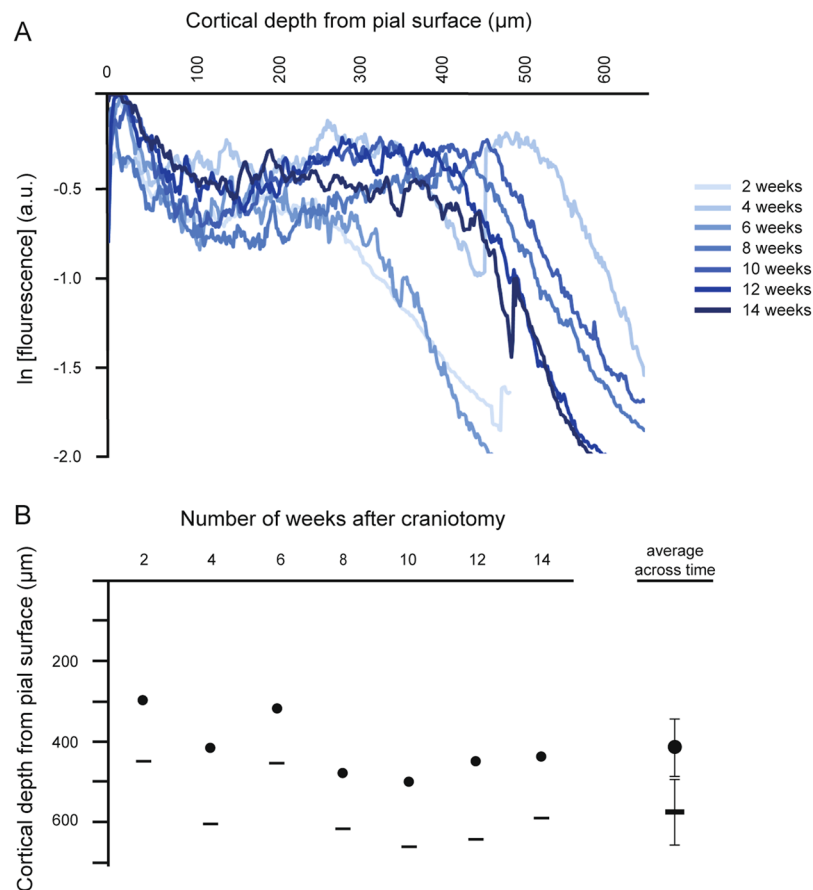 A
Cortical depth from pial surface (µm)
0 100 200 300 400 500 600
ln [flourescence] (a.u.)
-0.5
-1.0
-1.5
-2.0
2 weeks
4 weeks
6 weeks
8 weeks
10 weeks
12 weeks
14 weeks
B
Number of weeks after craniotomy
2 4 6 8 10 12 14
average
across time
Cortical depth from pial surface (µm)
200
400
600